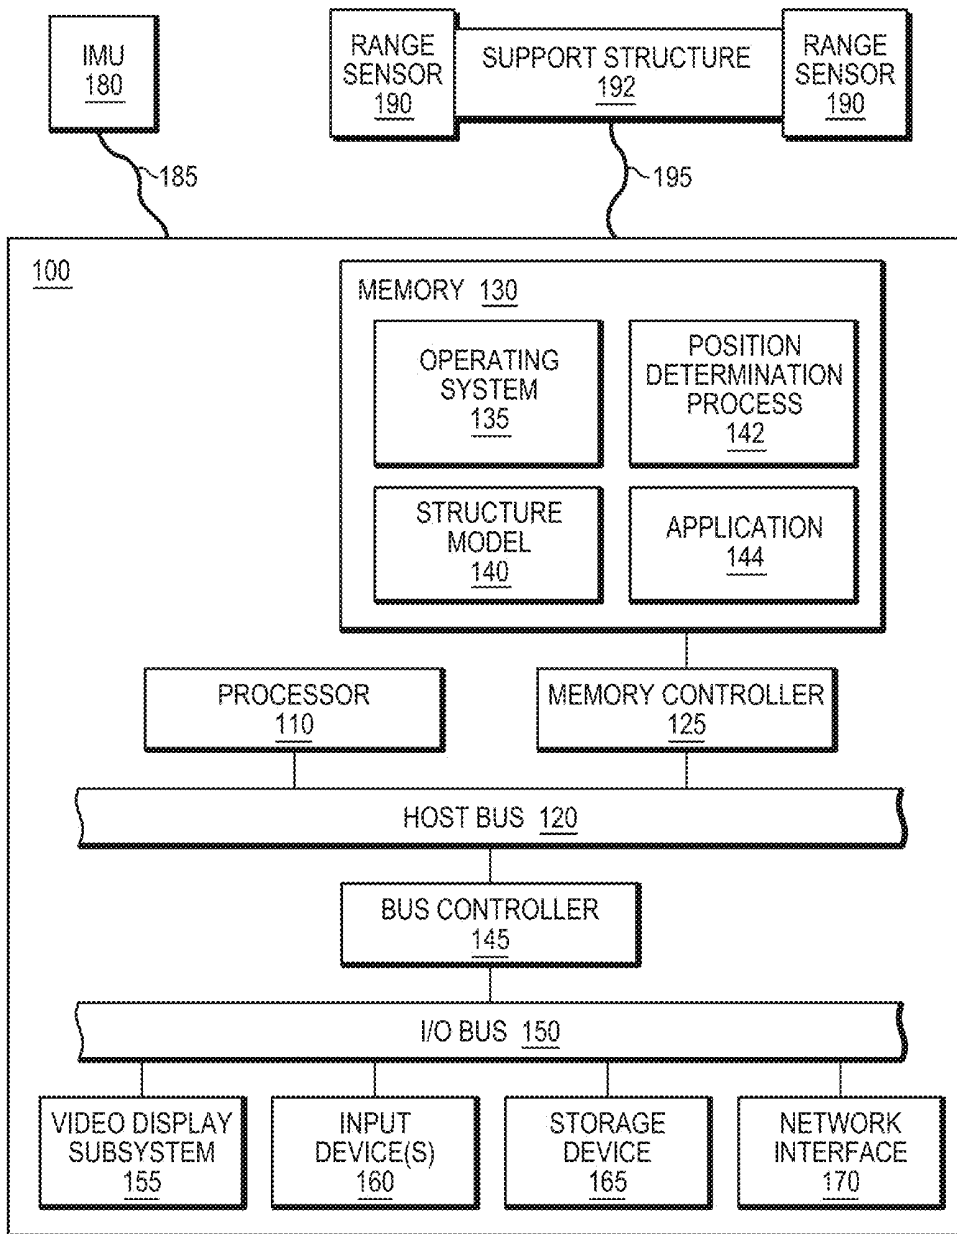 IMU
180
RANGE
SENSOR
190
SUPPORT STRUCTURE
192
RANGE
SENSOR
190
185
195
100
MEMORY 130
OPERATING
SYSTEM
135
POSITION
DETERMINATION
PROCESS
142
STRUCTURE
MODEL
140
APPLICATION
144
PROCESSOR
110
MEMORY CONTROLLER
125
HOST BUS 120
BUS CONTROLLER
145
I/O BUS 150
VIDEO DISPLAY
SUBSYSTEM
155
INPUT
DEVICE(S)
160
STORAGE
DEVICE
165
NETWORK
INTERFACE
170